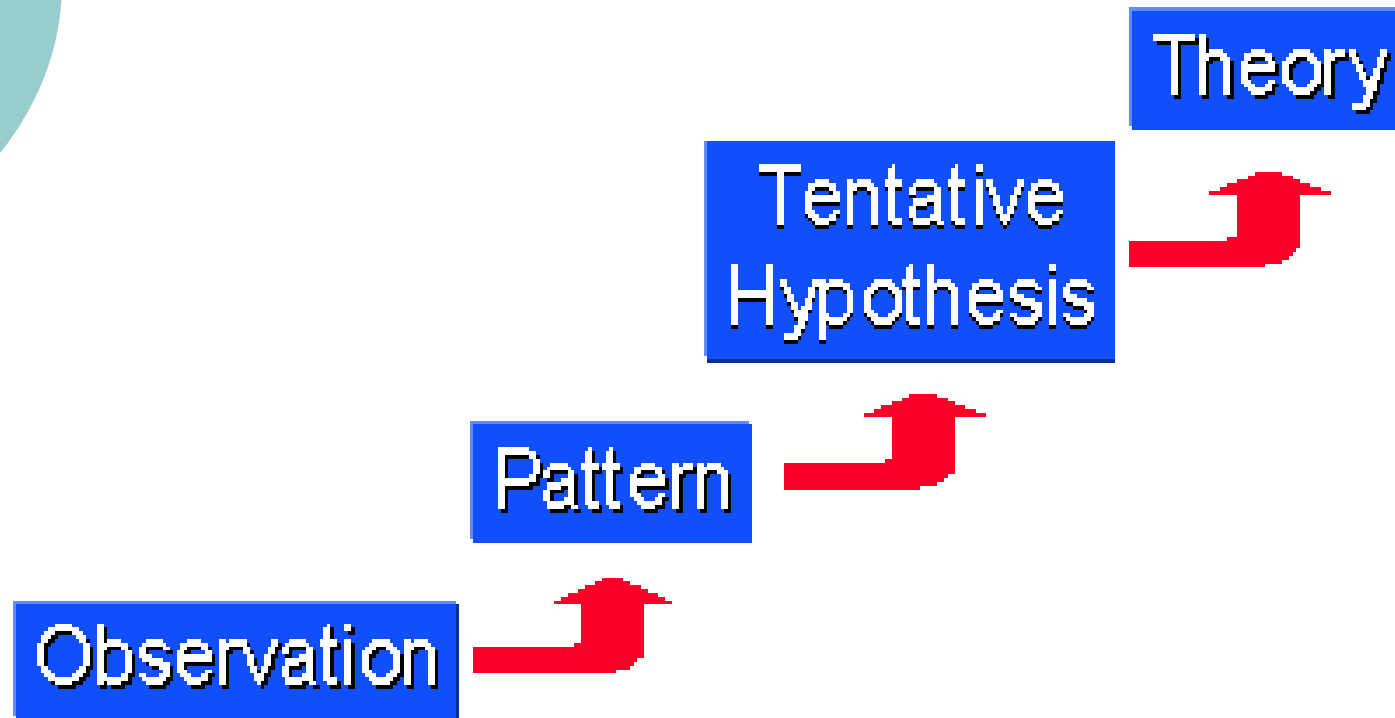 Theory
Tentative
Hypothesis
Pattern
Observation